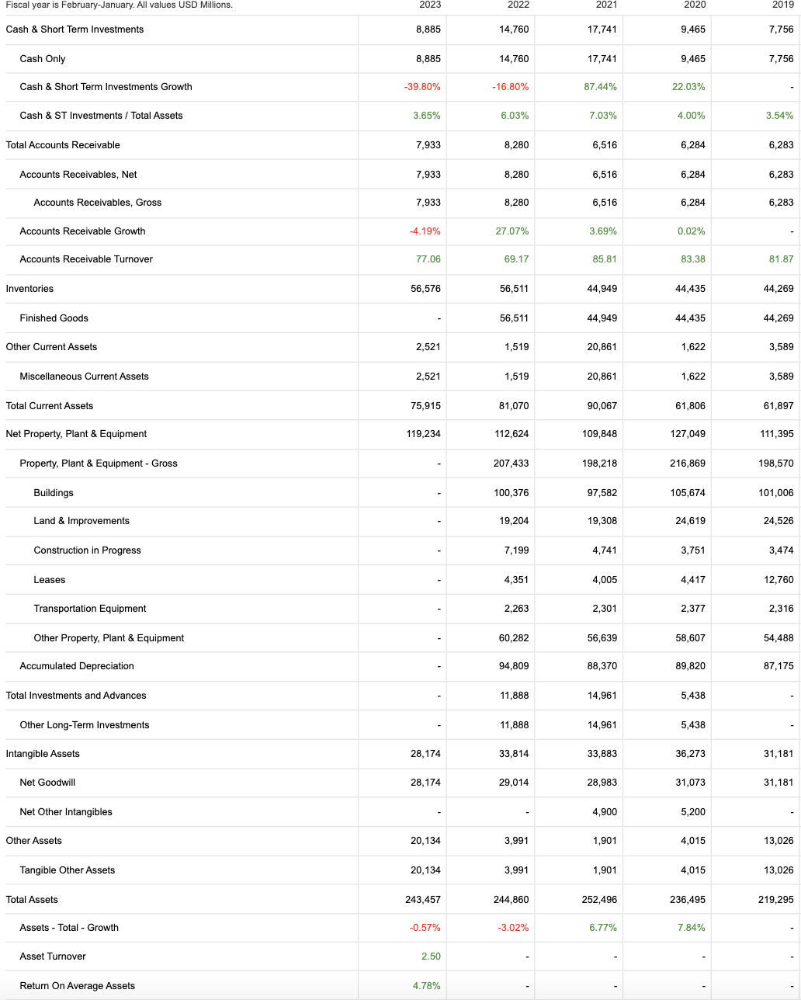 Fiscal year is February-January. All values USD Millions. 2023 2022 2021 2020 2019
Cash & Short Term Investments 8,885 14,760 17,741 9,465 7,756
Cash Only 8,885 14,760 17,741 9,465 7,756
Cash & Short Term Investments Growth -39.80% -16.80% 87.44% 22.03% -
Cash & ST Investments / Total Assets 3.65% 6.03% 7.03% 4.00% 3.54%
Total Accounts Receivable 7,933 8,280 6,516 6,284 6,283
Accounts Receivables, Net 7,933 8,280 6,516 6,284 6,283
Accounts Receivables, Gross 7,933 8,280 6,516 6,284 6,283
Accounts Receivable Growth -4.19% 27.07% 3.69% 0.02% -
Accounts Receivable Turnover 77.06 69.17 85.81 83.38 81.87
Inventories 56,576 56,511 44,949 44,435 44,269
Finished Goods - 56,511 44,949 44,435 44,269
Other Current Assets 2,521 1,519 20,861 1,622 3,589
Miscellaneous Current Assets 2,521 1,519 20,861 1,622 3,589
Total Current Assets 75,915 81,070 90,067 61,806 61,897
Net Property, Plant & Equipment 119,234 112,624 109,848 127,049 111,395
Property, Plant & Equipment - Gross - 207,433 198,218 216,869 198,570
Buildings - 100,376 97,582 105,674 101,006
Land & Improvements - 19,204 19,308 24,619 24,526
Construction in Progress - 7,199 4,741 3,751 3,474
Leases - 4,351 4,005 4,417 12,760
Transportation Equipment - 2,263 2,301 2,377 2,316
Other Property, Plant & Equipment - 60,282 56,639 58,607 54,488
Accumulated Depreciation - 94,809 88,370 89,820 87,175
Total Investments and Advances - 11,888 14,961 5,438 -
Other Long-Term Investments - 11,888 14,961 5,438 -
Intangible Assets 28,174 33,814 33,883 36,273 31,181
Net Goodwill 28,174 29,014 28,983 31,073 31,181
Net Other Intangibles - - 4,900 5,200 -
Other Assets 20,134 3,991 1,901 4,015 13,026
Tangible Other Assets 20,134 3,991 1,901 4,015 13,026
Total Assets 243,457 244,860 252,496 236,495 219,295
Assets - Total - Growth -0.57% -3.02% 6.77% 7.84% -
Asset Turnover 2.50 - - - -
Return On Average Assets 4.78% - - - -